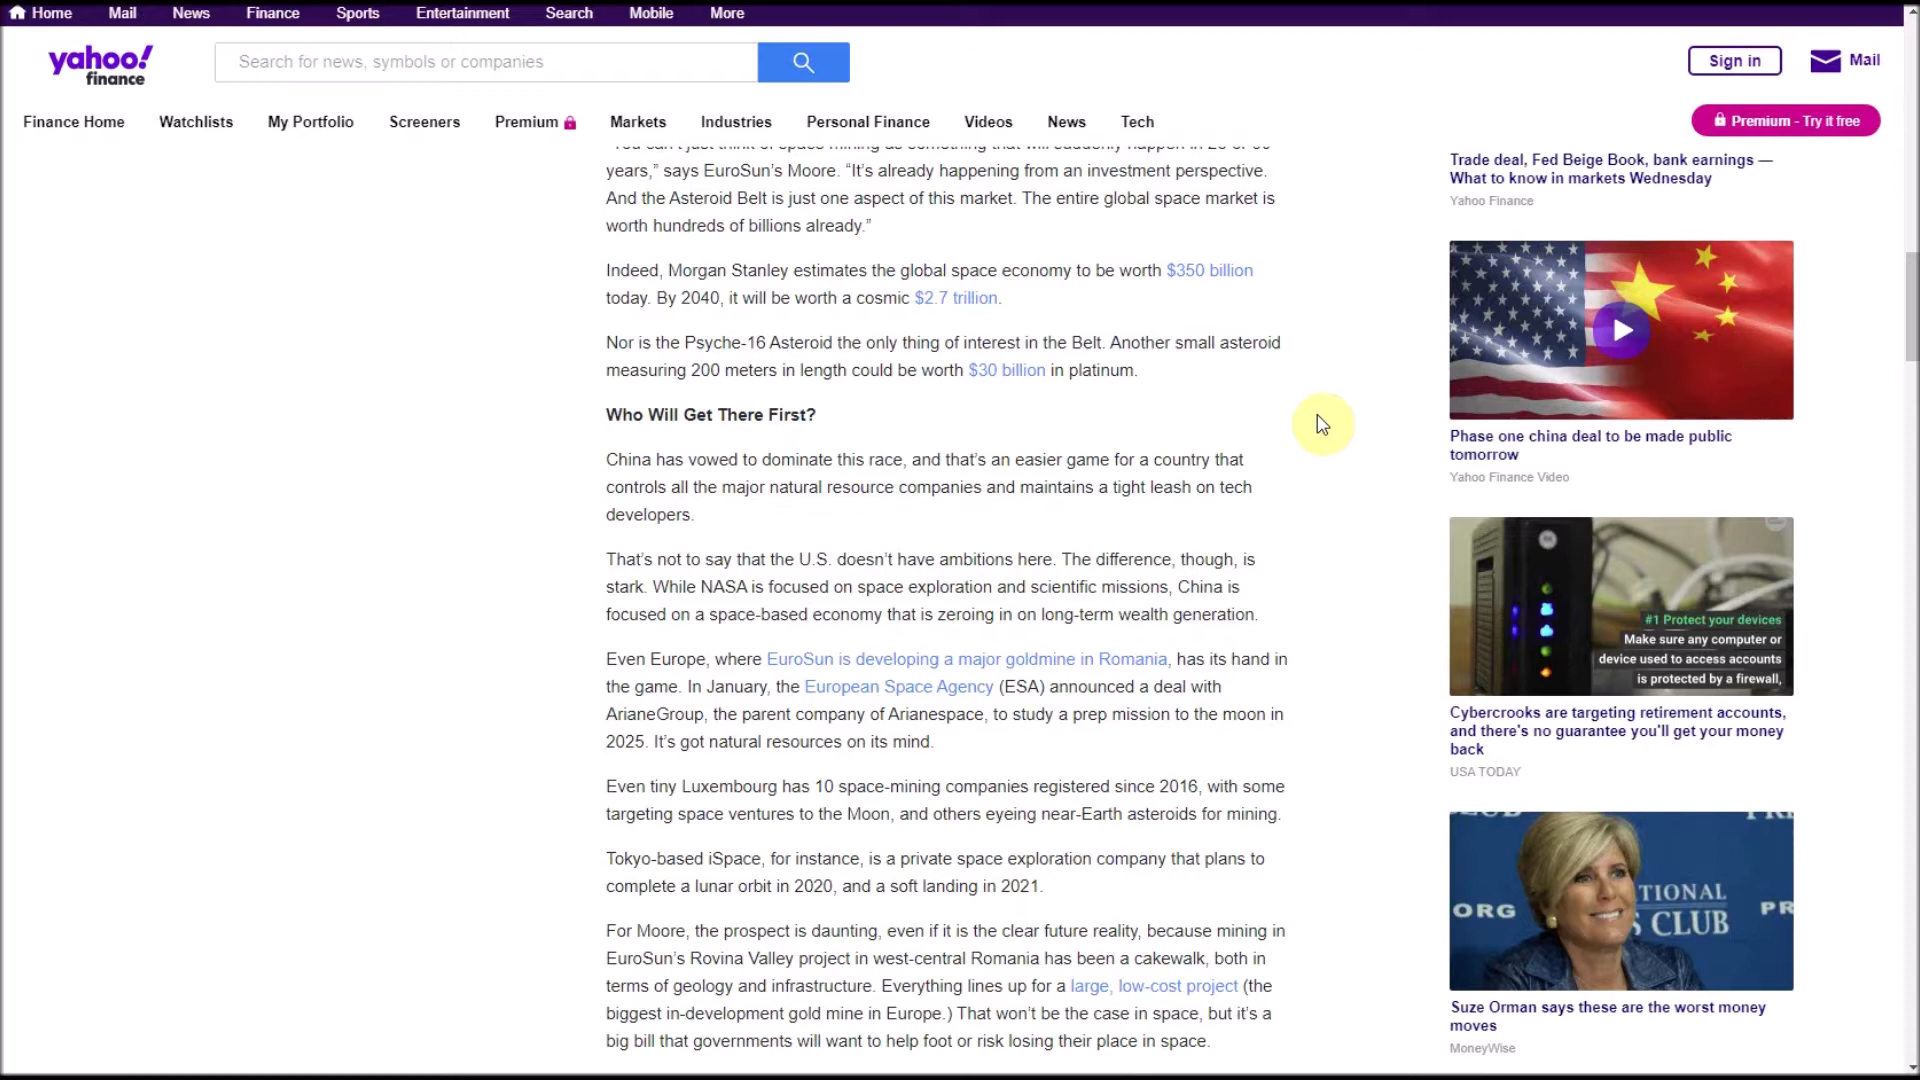 Home Mail News Finance Sports Entertainment Search Mobile More
yahoo!
finance
Search for news, symbols or companies
Sign in
Mail
Finance Home Watchlists My Portfolio Screeners Premium Markets Industries Personal Finance Videos News Tech
Premium - Try it free
"You can't just think of space mining as something that will suddenly happen in
years,” says EuroSun’s Moore. “It’s already happening from an investment perspective.
And the Asteroid Belt is just one aspect of this market. The entire global space market is
worth hundreds of billions already.”
Indeed, Morgan Stanley estimates the global space economy to be worth $350 billion
today. By 2040, it will be worth a cosmic $2.7 trillion.
Nor is the Psyche-16 Asteroid the only thing of interest in the Belt. Another small asteroid
measuring 200 meters in length could be worth $30 billion in platinum.
Who Will Get There First?
China has vowed to dominate this race, and that’s an easier game for a country that
controls all the major natural resource companies and maintains a tight leash on tech
developers.
That’s not to say that the U.S. doesn’t have ambitions here. The difference, though, is
stark. While NASA is focused on space exploration and scientific missions, China is
focused on a space-based economy that is zeroing in on long-term wealth generation.
Even Europe, where EuroSun is developing a major goldmine in Romania, has its hand in
the game. In January, the European Space Agency (ESA) announced a deal with
ArianeGroup, the parent company of Arianespace, to study a prep mission to the moon in
2025. It’s got natural resources on its mind.
Even tiny Luxembourg has 10 space-mining companies registered since 2016, with some
targeting space ventures to the Moon, and others eyeing near-Earth asteroids for mining.
Tokyo-based iSpace, for instance, is a private space exploration company that plans to
complete a lunar orbit in 2020, and a soft landing in 2021.
For Moore, the prospect is daunting, even if it is the clear future reality, because mining in
EuroSun’s Rovina Valley project in west-central Romania has been a cakewalk, both in
terms of geology and infrastructure. Everything lines up for a large, low-cost project (the
biggest in-development gold mine in Europe.) That won’t be the case in space, but it’s a
big bill that governments will want to help foot or risk losing their place in space.
Trade deal, Fed Beige Book, bank earnings —
What to know in markets Wednesday
Yahoo Finance
Phase one china deal to be made public
tomorrow
Yahoo Finance Video
#1 Protect your devices
Make sure any computer or
device used to access accounts
is protected by a firewall,
Cybercrooks are targeting retirement accounts,
and there's no guarantee you'll get your money
back
USA TODAY
TIONAL
.ORG S CLUB PR
Suze Orman says these are the worst money
moves
MoneyWise